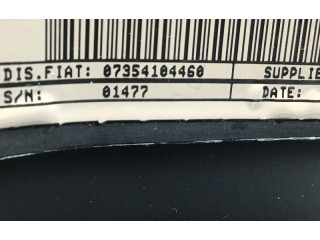 DIS.FIAT: 07354104460 SUPPLIE
S/N: 01477 DATE: